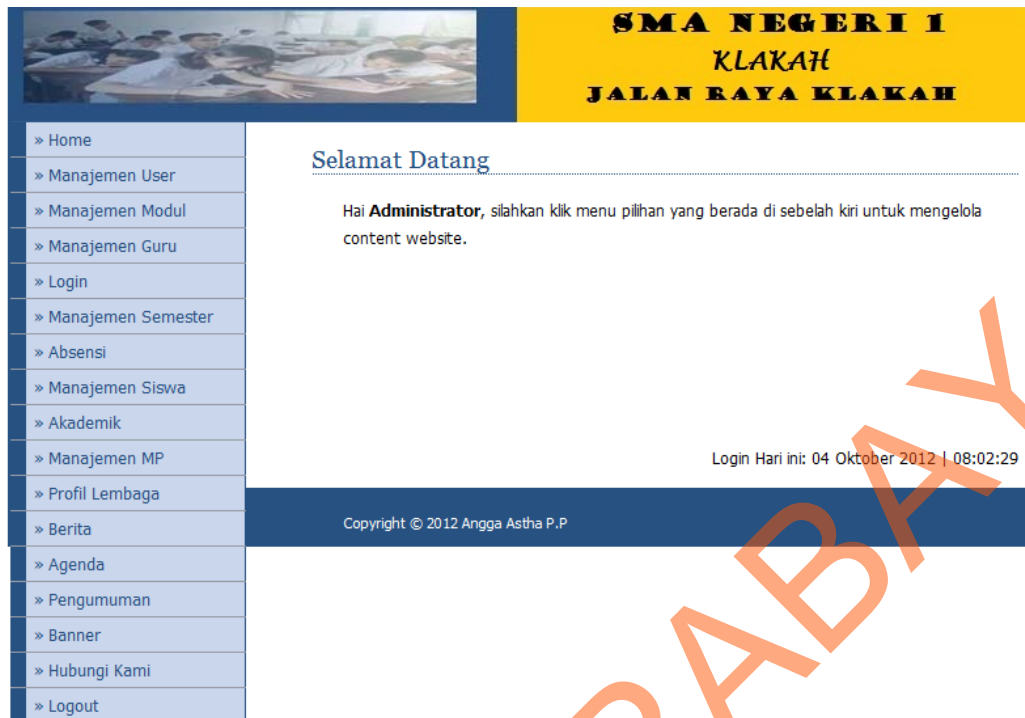 SMA NEGERI 1
KLAKAH
JALAN RAYA KLAKAH
» Home
» Manajemen User
» Manajemen Modul
» Manajemen Guru
» Login
» Manajemen Semester
» Absensi
» Manajemen Siswa
» Akademik
» Manajemen MP
» Profil Lembaga
» Berita
» Agenda
» Pengumuman
» Banner
» Hubungi Kami
» Logout
Selamat Datang
Hai Administrator, silahkan klik menu pilihan yang berada di sebelah kiri untuk mengelola
content website.
Login Hari ini: 04 Oktober 2012 | 08:02:29
Copyright © 2012 Angga Astha P.P
RABAY